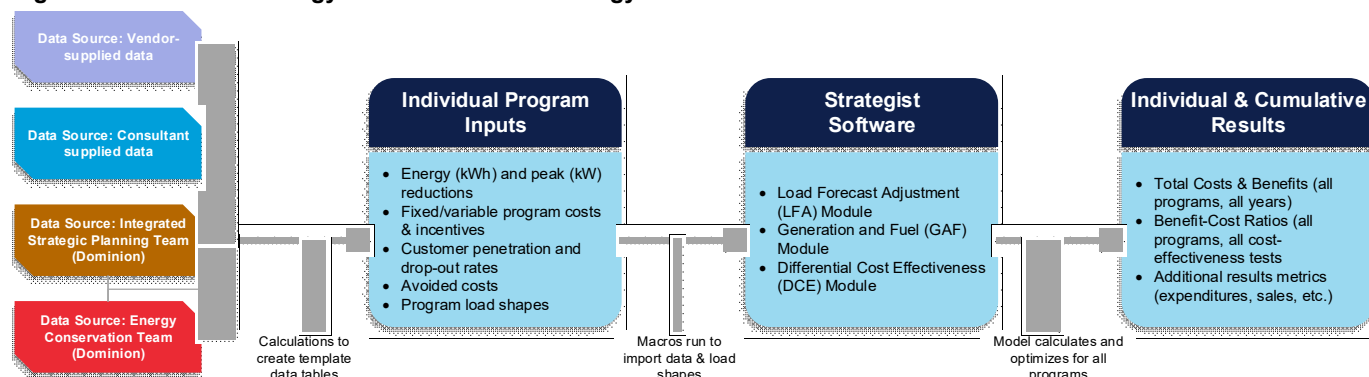 Data Source: Vendor-
supplied data
Data Source: Consultant
supplied data
Data Source: Integrated
Strategic Planning Team
(Dominion)
Data Source: Energy
Conservation Team
(Dominion)
Calculations to
create template
data tables
Individual Program
Inputs
• Energy (kWh) and peak (kW)
reductions
• Fixed/variable program costs
& incentives
• Customer penetration and
drop-out rates
• Avoided costs
• Program load shapes
Macros run to
import data & load
shapes
Strategist
Software
• Load Forecast Adjustment
(LFA) Module
• Generation and Fuel (GAF)
Module
• Differential Cost Effectiveness
(DCE) Module
Model calculates and
optimizes for all
programs
Individual & Cumulative
Results
• Total Costs & Benefits (all
programs, all years)
• Benefit-Cost Ratios (all
programs, all cost-
effectiveness tests
• Additional results metrics
(expenditures, sales, etc.)